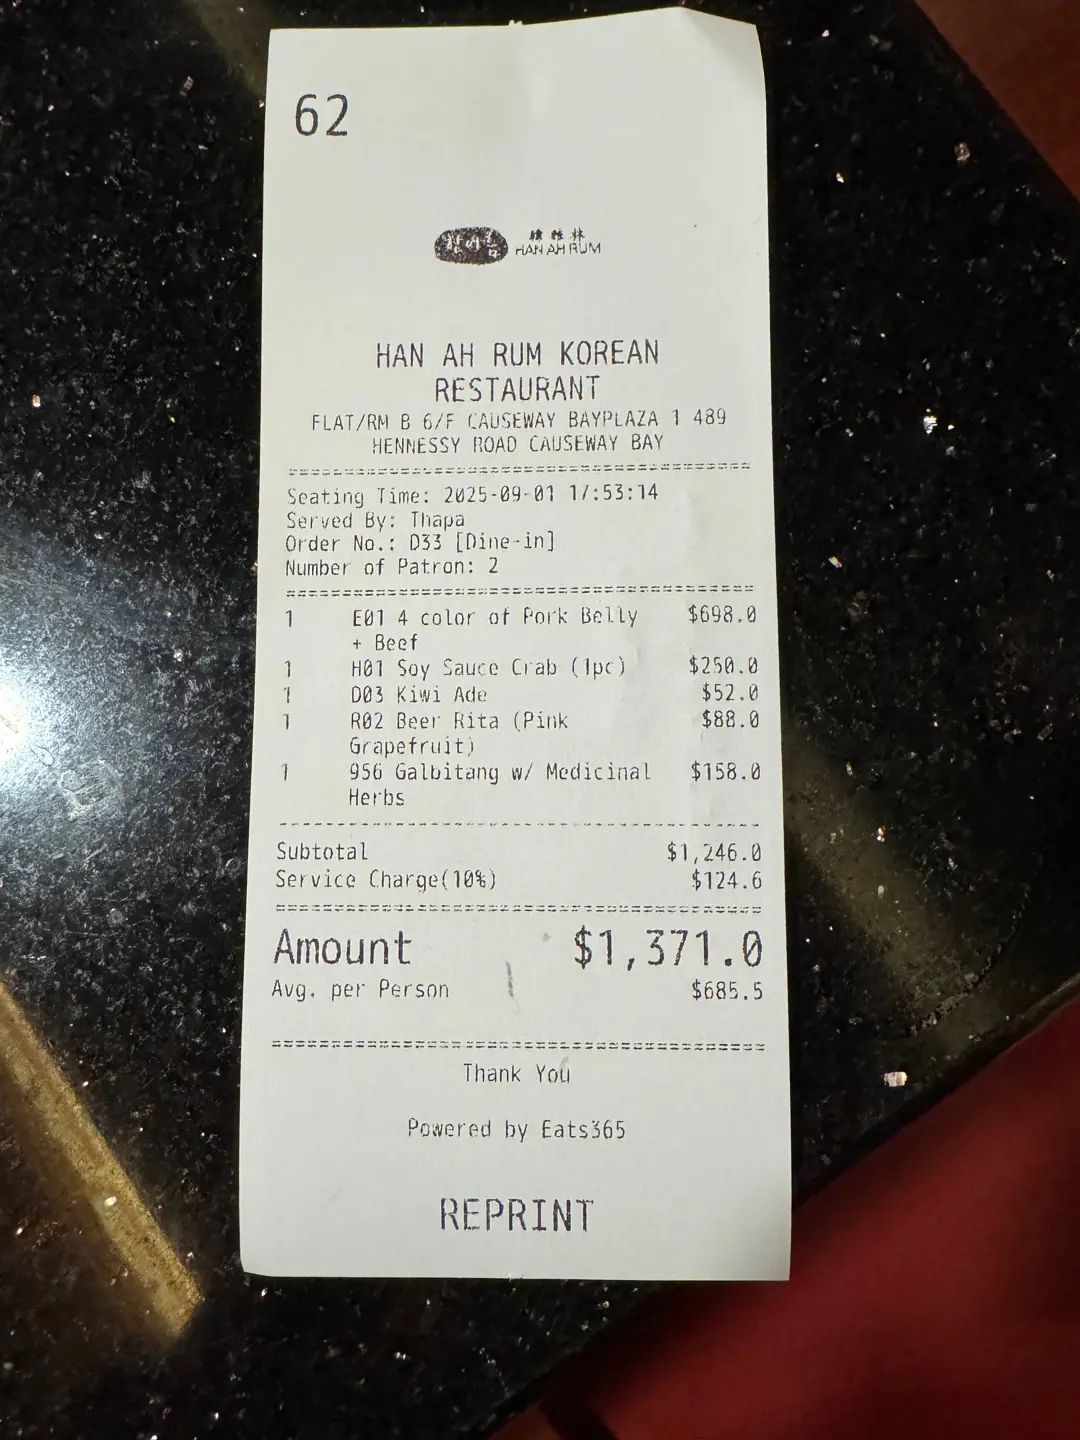 62
韓雅林
HAN AH RUM
HAN AH RUM KOREAN
RESTAURANT
FLAT/RM B 6/F CAUSEWAY BAYPLAZA 1 489
HENNESSY ROAD CAUSEWAY BAY
Seating Time: 2025-09-01 17:53:14
Served By: Thapa
Order No.: D33 [Dine-in]
Number of Patron: 2
1 E01 4 color of Pork Belly $698.0
+ Beef
1 H01 Soy Sauce Crab (1pc) $250.0
1 D03 Kiwi Ade $52.0
1 R02 Beer Rita (Pink $88.0
Grapefruit)
1 956 Galbitang w/ Medicinal $158.0
Herbs
Subtotal $1,246.0
Service Charge(10%) $124.6
Amount $1,371.0
Avg. per Person $685.5
Thank You
Powered by Eats365
REPRINT